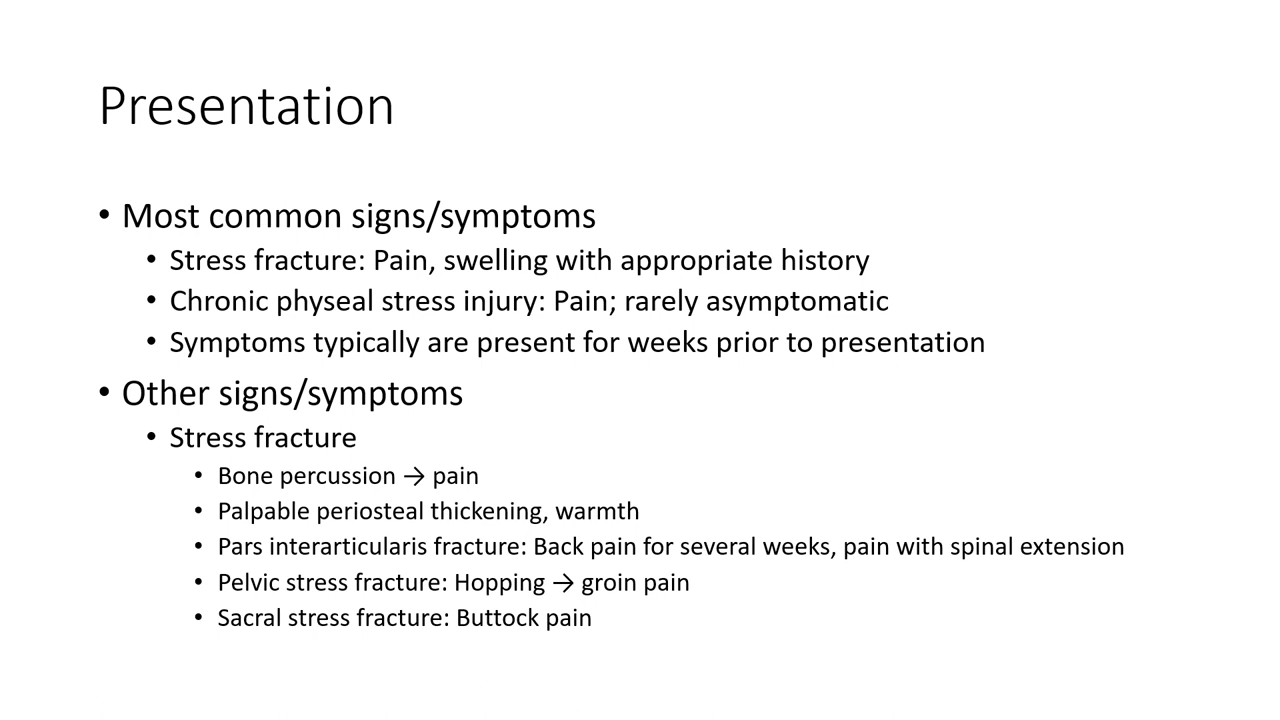 Presentation
• Most common signs/symptoms
• Stress fracture: Pain, swelling with appropriate history
• Chronic physeal stress injury: Pain; rarely asymptomatic
• Symptoms typically are present for weeks prior to presentation
• Other signs/symptoms
• Stress fracture
• Bone percussion → pain
• Palpable periosteal thickening, warmth
• Pars interarticularis fracture: Back pain for several weeks, pain with spinal extension
• Pelvic stress fracture: Hopping → groin pain
• Sacral stress fracture: Buttock pain